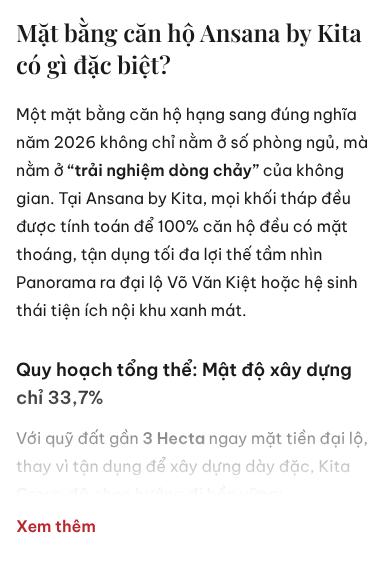 Mặt bằng căn hộ Ansana by Kita
có gì đặc biệt?
Một mặt bằng căn hộ hạng sang đúng nghĩa
năm 2026 không chỉ nằm ở số phòng ngủ, mà
nằm ở “trải nghiệm dòng chảy” của không
gian. Tại Ansana by Kita, mọi khối tháp đều
được tính toán để 100% căn hộ đều có mặt
thoáng, tận dụng tối đa lợi thế tầm nhìn
Panorama ra đại lộ Võ Văn Kiệt hoặc hệ sinh
thái tiện ích nội khu xanh mát.
Quy hoạch tổng thể: Mật độ xây dựng
chỉ 33,7%
Với quỹ đất gần 3 Hecta ngay mặt tiền đại lộ,
thay vì tận dụng để xây dựng dày đặc, Kita
Xem thêm